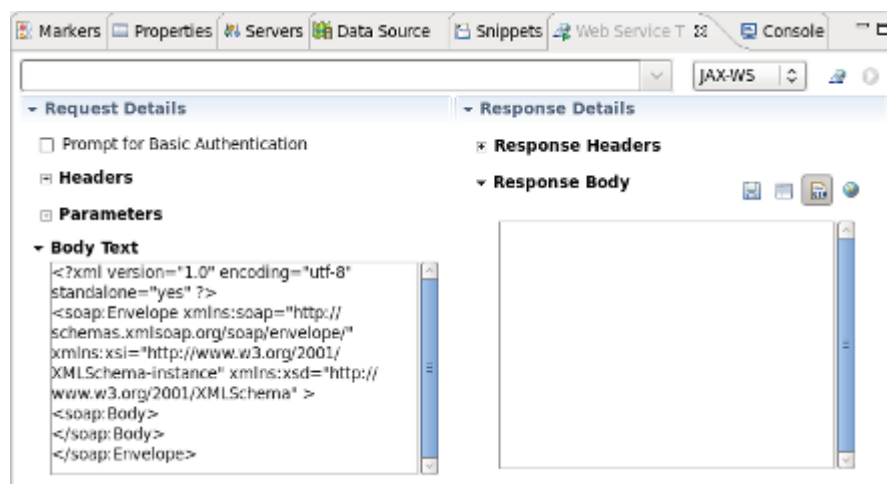 Markers Properties Servers Data Source Snippets Web Service T Console
JAX-WS
Request Details
Response Details
Prompt for Basic Authentication
Headers
Parameters
Body Text
<?xml version="1.0" encoding="utf-8"
standalone="yes" ?>
<soap:Envelope xmlns:soap="http://
schemas.xmlsoap.org/soap/envelope/"
xmlns:xsi="http://www.w3.org/2001/
XMLSchema-instance" xmlns:xsd="http://
www.w3.org/2001/XMLSchema" >
<soap:Body>
</soap:Body>
</soap:Envelope>
Response Headers
Response Body